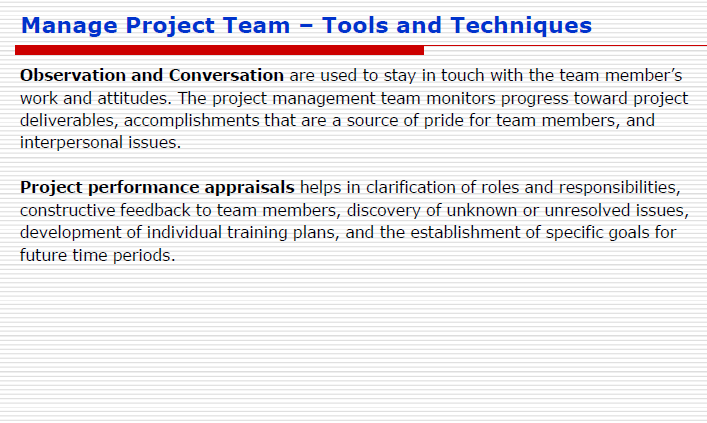 Manage Project Team – Tools and Techniques
Observation and Conversation are used to stay in touch with the team member’s
work and attitudes. The project management team monitors progress toward project
deliverables, accomplishments that are a source of pride for team members, and
interpersonal issues.
Project performance appraisals helps in clarification of roles and responsibilities,
constructive feedback to team members, discovery of unknown or unresolved issues,
development of individual training plans, and the establishment of specific goals for
future time periods.